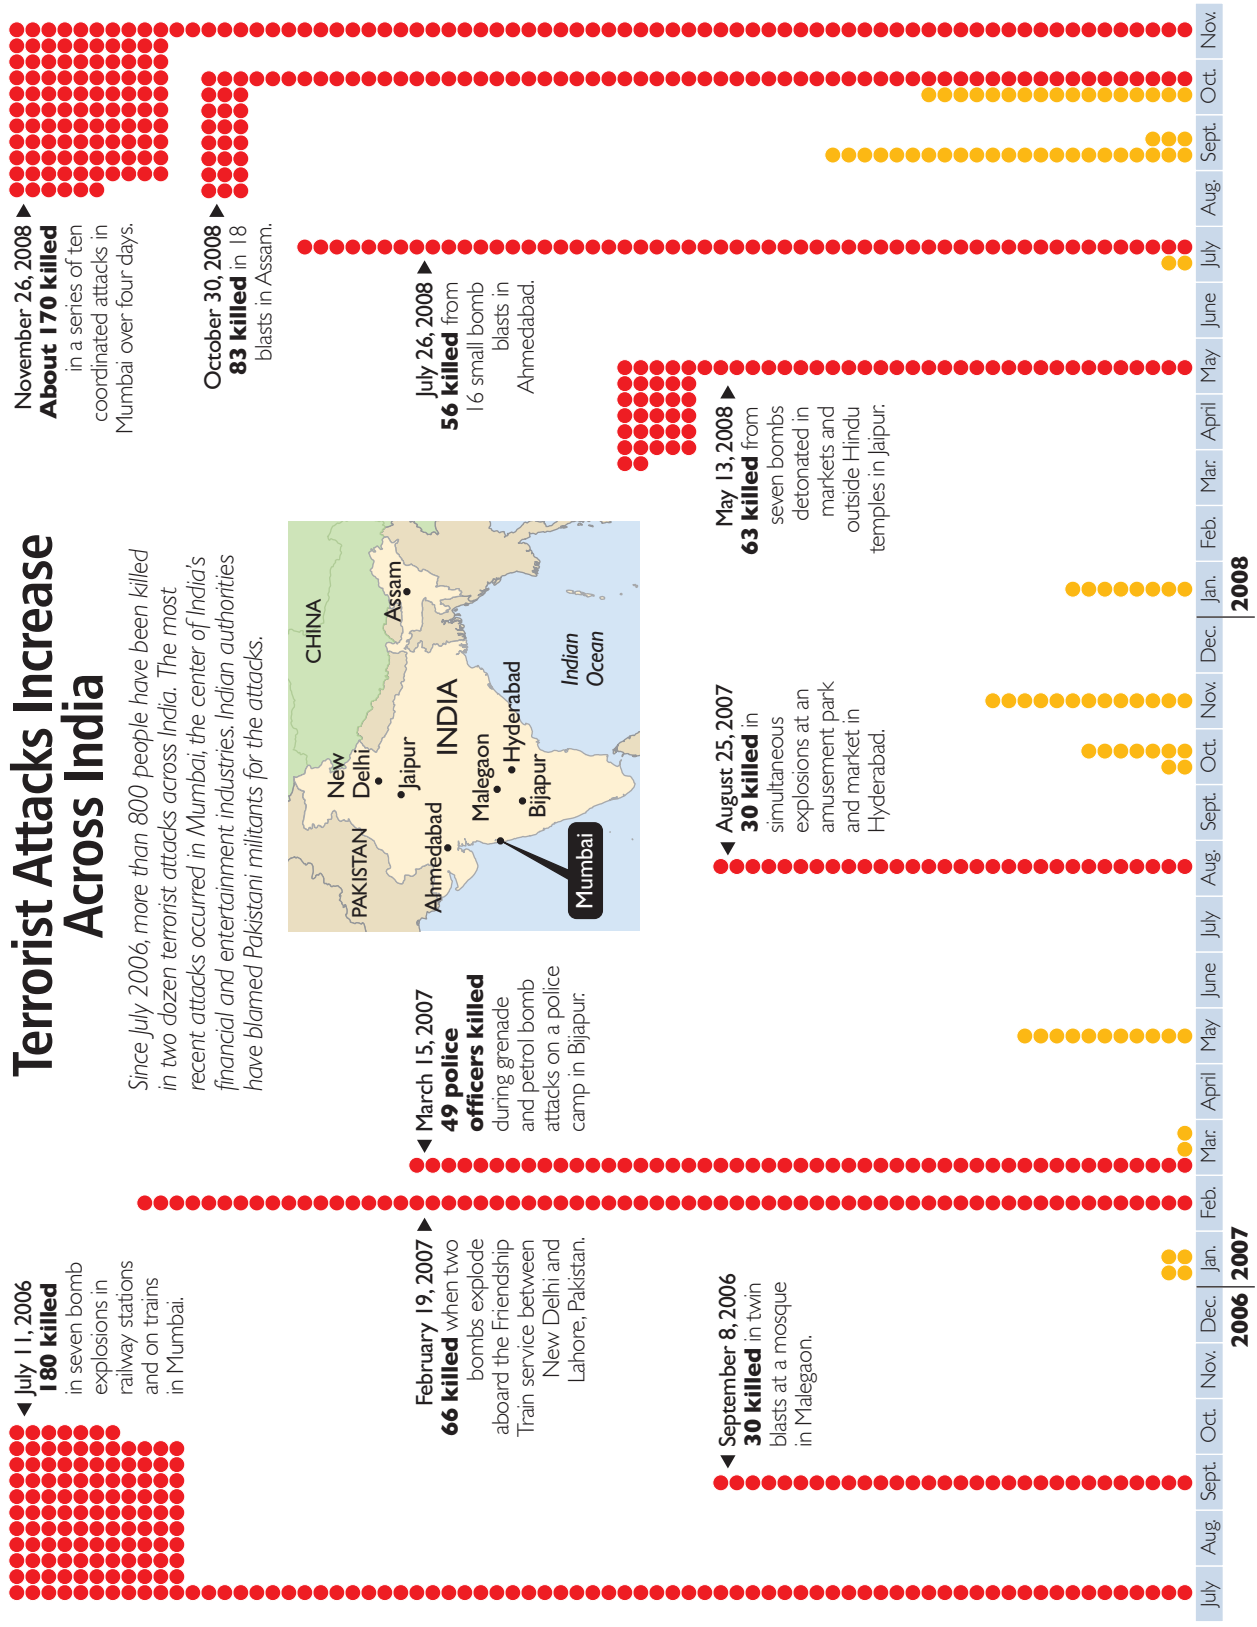 Terrorist Attacks Increase
Across India
Since July 2006, more than 800 people have been killed
in two dozen terrorist attacks across India. The most
recent attacks occurred in Mumbai, the center of India's
financial and entertainment industries. Indian authorities
have blamed Pakistani militants for the attacks.
◀ July 11, 2006
180 killed
in seven bomb
explosions in
railway stations
and on trains
in Mumbai.
◀ September 8, 2006
30 killed in twin
blasts at a mosque
in Malegaon.
February 19, 2007 ▶
66 killed when two
bombs explode
aboard the Friendship
Train service between
New Delhi and
Lahore, Pakistan.
◀ March 15, 2007
49 police
officers killed
during grenade
and petrol bomb
attacks on a police
camp in Bijapur.
◀ August 25, 2007
30 killed in
simultaneous
explosions at an
amusement park
and market in
Hyderabad.
May 13, 2008 ▶
63 killed from
seven bombs
detonated in
markets and
outside Hindu
temples in Jaipur.
July 26, 2008 ▶
56 killed from
16 small bomb
blasts in
Ahmedabad.
October 30, 2008 ▶
83 killed in 18
blasts in Assam.
November 26, 2008 ▶
About 170 killed
in a series of ten
coordinated attacks in
Mumbai over four days.
CHINA
New
Delhi
PAKISTAN
Assam
Jaipur
Ahmedabad
INDIA
Malegaon
Hyderabad
Bijapur
Mumbai
Indian
Ocean
July Aug. Sept. Oct. Nov. Dec. Jan. Feb. Mar. April May June July Aug. Sept. Oct. Nov. Dec. Jan. Feb. Mar. April May June July Aug. Sept. Oct. Nov.
2006 2007 2008